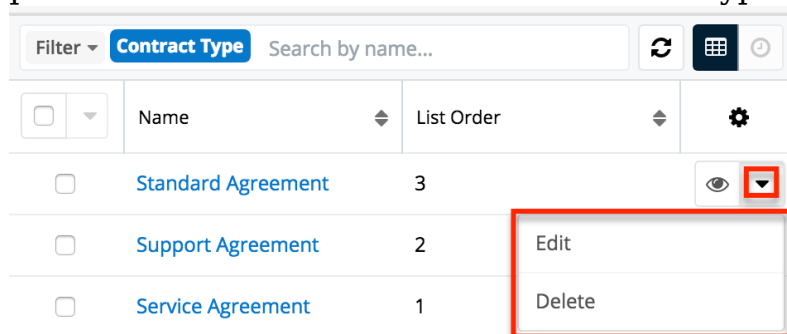 Filter Contract Type Search by name...
Name List Order
Standard Agreement 3
Support Agreement 2 Edit
Service Agreement 1 Delete